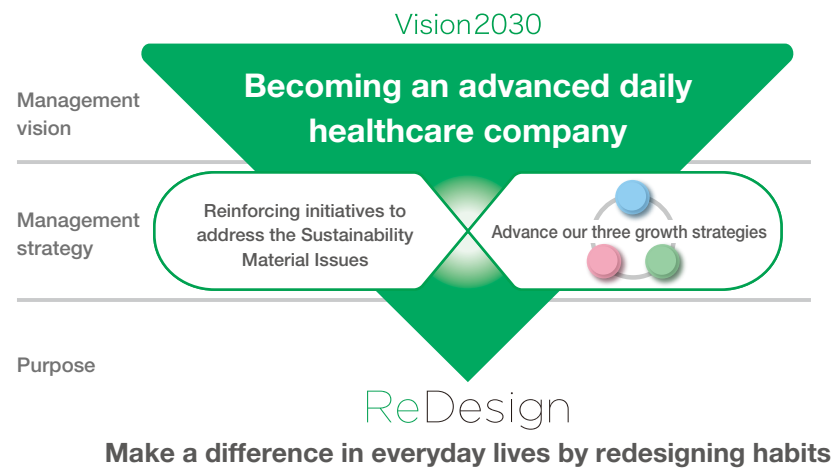 Vision2030
Management
vision
Becoming an advanced daily
healthcare company
Management
strategy
Reinforcing initiatives to
address the Sustainability
Material Issues
Advance our three growth strategies
Purpose
ReDesign
Make a difference in everyday lives by redesigning habits